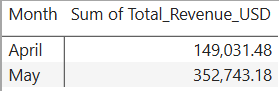 Month Sum of Total_Revenue_USD
April 149,031.48
May 352,743.18